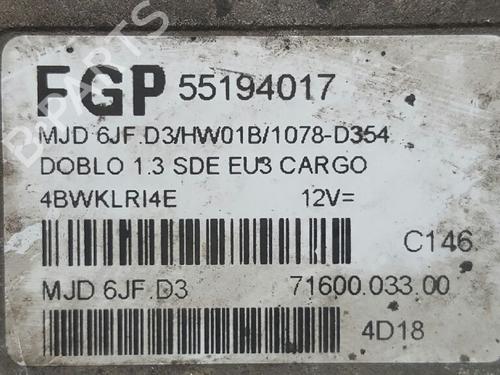 FGP 55194017
MJD 6JF.D3/HW01B/1078-D354
DOBLO 1.3 SDE EU3 CARGO
4BWKLRI4E 12V=
C146
MJD 6JF.D3 71600.033.00
4D18